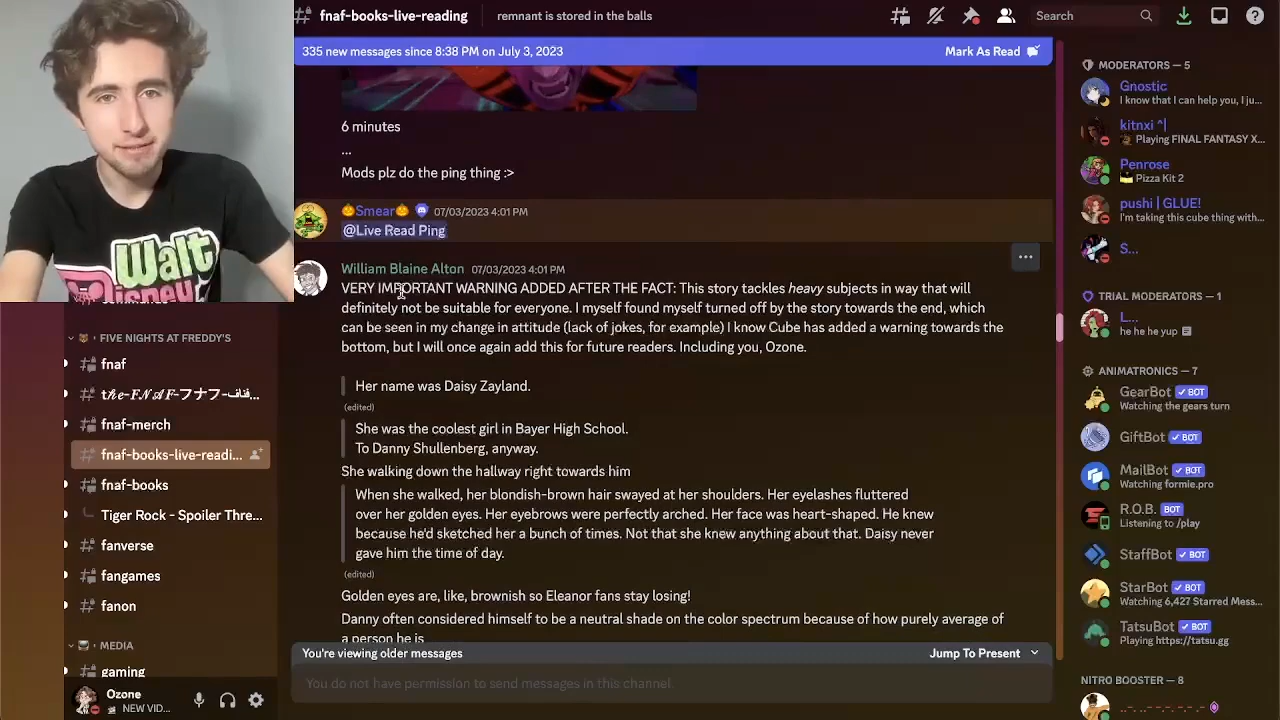 fnaf-books-live-reading
remnant is stored in the balls
Search
335 new messages since 8:38 PM on July 3, 2023
Mark As Read
6 minutes
...
Mods plz do the ping thing :>
Smear
07/03/2023 4:01 PM
@Live Read Ping
William Blaine Alton 07/03/2023 4:01 PM
VERY IMPORTANT WARNING ADDED AFTER THE FACT: This story tackles heavy subjects in way that will
definitely not be suitable for everyone. I myself found myself turned off by the story towards the end, which
can be seen in my change in attitude (lack of jokes, for example) I know Cube has added a warning towards the
bottom, but I will once again add this for future readers. Including you, Ozone.
Her name was Daisy Zayland.
(edited)
She was the coolest girl in Bayer High School.
To Danny Shullenberg, anyway.
She walking down the hallway right towards him
When she walked, her blondish-brown hair swayed at her shoulders. Her eyelashes fluttered
over her golden eyes. Her eyebrows were perfectly arched. Her face was heart-shaped. He knew
because he'd sketched her a bunch of times. Not that she knew anything about that. Daisy never
gave him the time of day.
(edited)
Golden eyes are, like, brownish so Eleanor fans stay losing!
Danny often considered himself to be a neutral shade on the color spectrum because of how purely average of
a person he is
You're viewing older messages
Jump To Present
You do not have permission to send messages in this channel.
Walt
Disney
FIVE NIGHTS AT FREDDY'S
fnaf
fnaf-merch
fnaf-books-live-readi...
fnaf-books
Tiger Rock - Spoiler Thre...
fanverse
fangames
fanon
MEDIA
gaming
Ozone
NEW VID...
MODERATORS — 5
Gnostic
I know that I can help you, I ju...
kitnxi ^|
Playing FINAL FANTASY X...
Penrose
Pizza Kit 2
pushi | GLUE!
I'm taking this cube thing with...
S...
TRIAL MODERATORS — 1
L...
he he he yup
ANIMATRONICS — 7
GearBot ✓ BOT
Watching the gears turn
GiftBot ✓ BOT
MailBot ✓ BOT
Watching formie.pro
R.O.B. BOT
Listening to /play
StaffBot ✓ BOT
StarBot ✓ BOT
Watching 6,427 Starred Mess...
TatsuBot ✓ BOT
Playing https://tatsu.gg
NITRO BOOSTER — 8